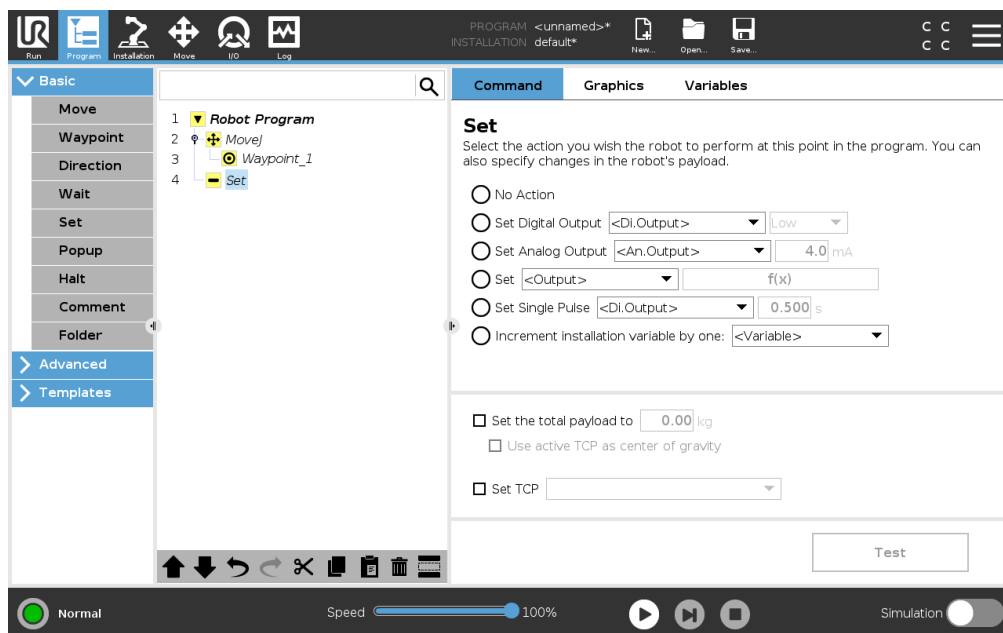 PROGRAM <unnamed>*
INSTALLATION default*
UR
Run
Program
Installation
Move
I/O
Log
New...
Open...
Save...
C C
C C
Basic
Move
Waypoint
Direction
Wait
Set
Popup
Halt
Comment
Folder
Advanced
Templates
1 Robot Program
2 MoveJ
3 Waypoint_1
4 Set
Command Graphics Variables
Set
Select the action you wish the robot to perform at this point in the program. You can
also specify changes in the robot's payload.
No Action
Set Digital Output <Di.Output> Low
Set Analog Output <An.Output> 4.0 mA
Set <Output> f(x)
Set Single Pulse <Di.Output> 0.500 s
Increment installation variable by one: <Variable>
Set the total payload to 0.00 kg
Use active TCP as center of gravity
Set TCP
Test
Normal
Speed 100%
Simulation